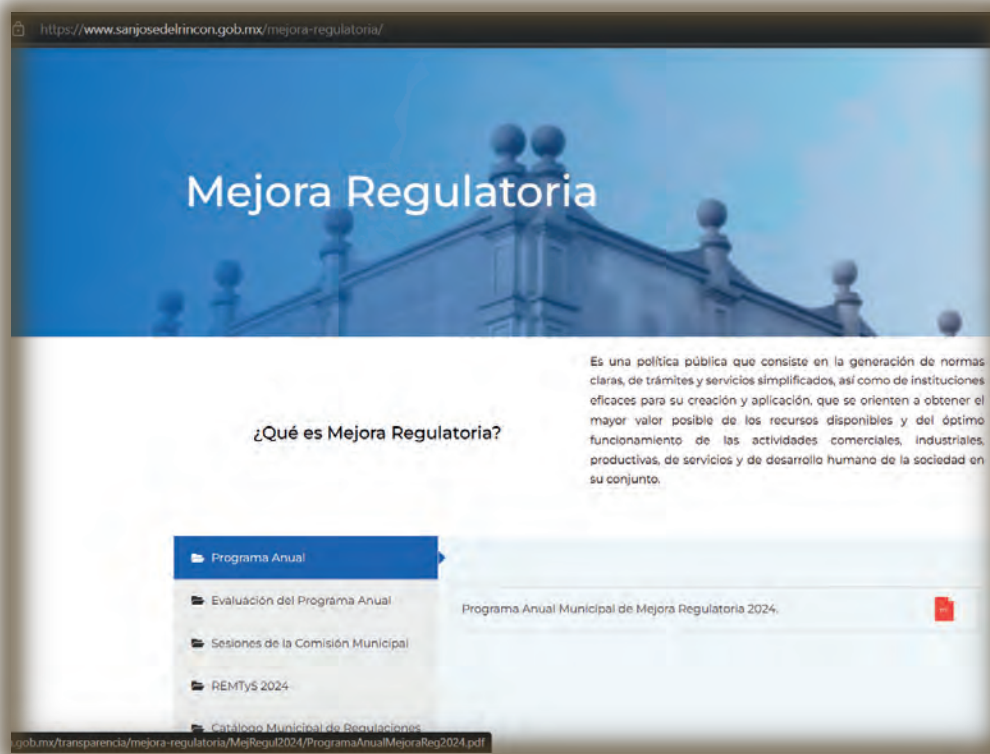 https://www.sanjosedelrincon.gob.mx/mejora-regulatoria/
Mejora Regulatoria
¿Qué es Mejora Regulatoria?
Es una política pública que consiste en la generación de normas
claras, de trámites y servicios simplificados, así como de instituciones
eficaces para su creación y aplicación, que se orienten a obtener el
mayor valor posible de los recursos disponibles y del óptimo
funcionamiento de las actividades comerciales, industriales,
productivas, de servicios y de desarrollo humano de la sociedad en
su conjunto.
Programa Anual
Evaluación del Programa Anual
Sesiones de la Comisión Municipal
REMTyS 2024
Catálogo Municipal de Regulaciones
Programa Anual Municipal de Mejora Regulatoria 2024.
.gob.mx/transparencia/mejora-regulatoria/MejRegul2024/ProgramaAnualMejoraReg2024.pdf